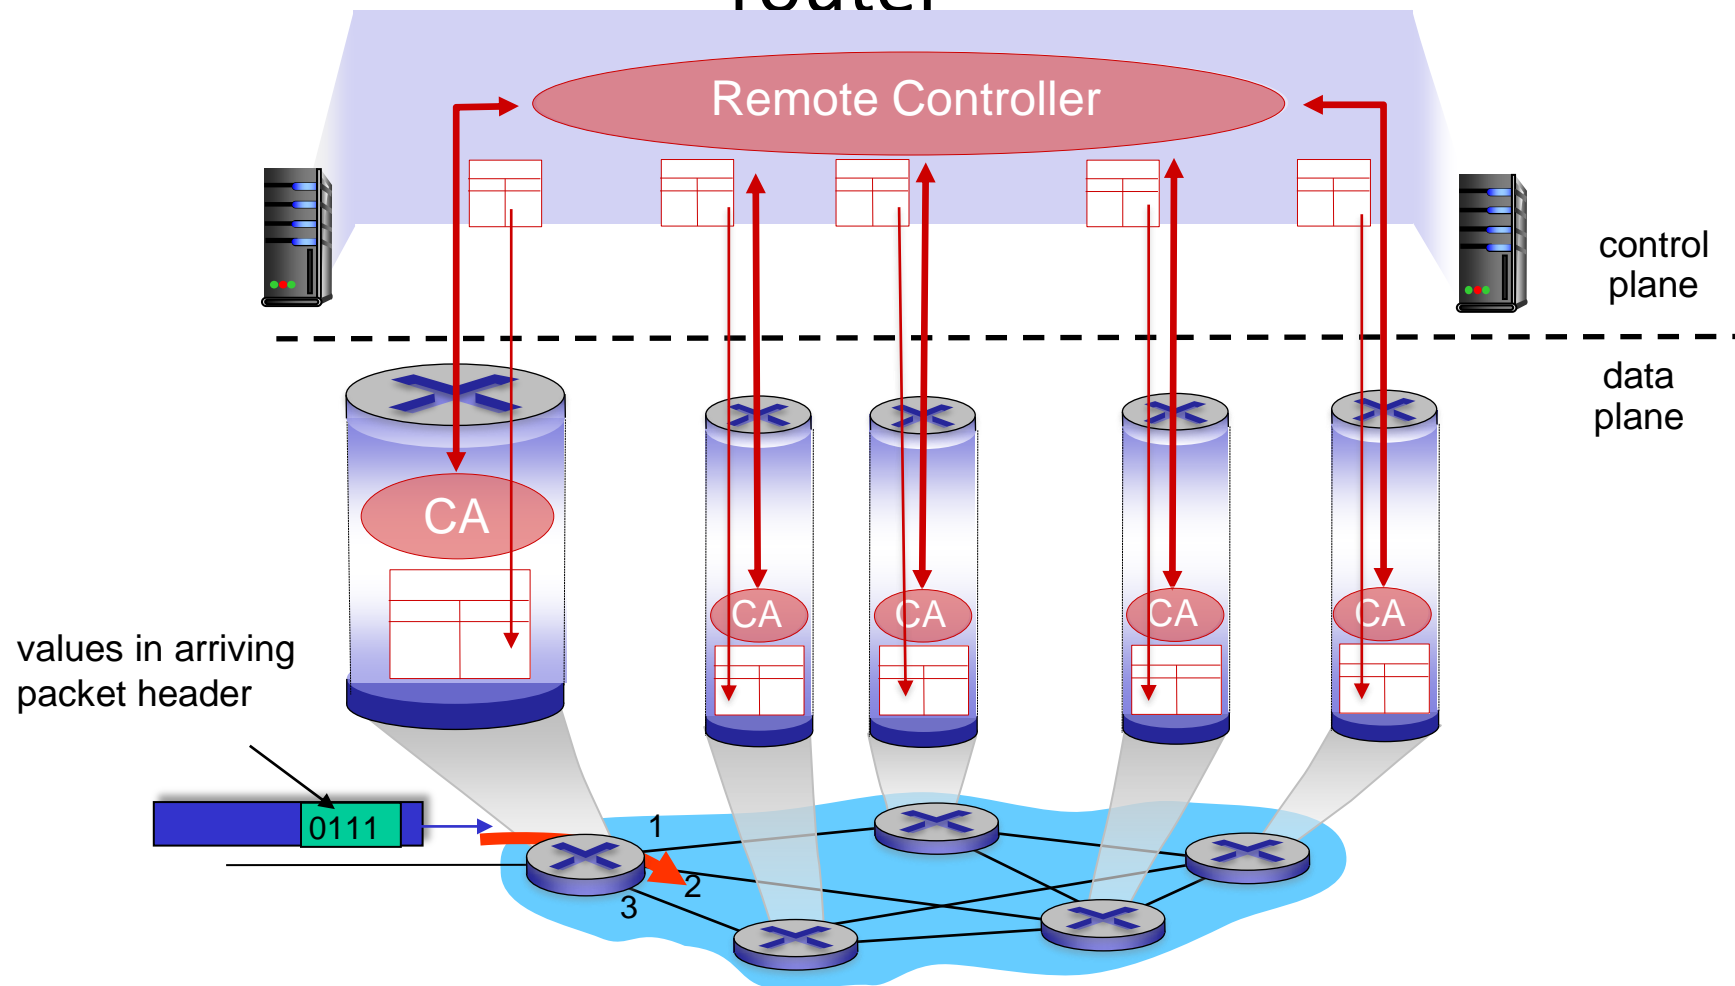 router
Remote Controller
control
plane
data
plane
CA
CA
CA
CA
CA
values in arriving
packet header
0111
1
2
3